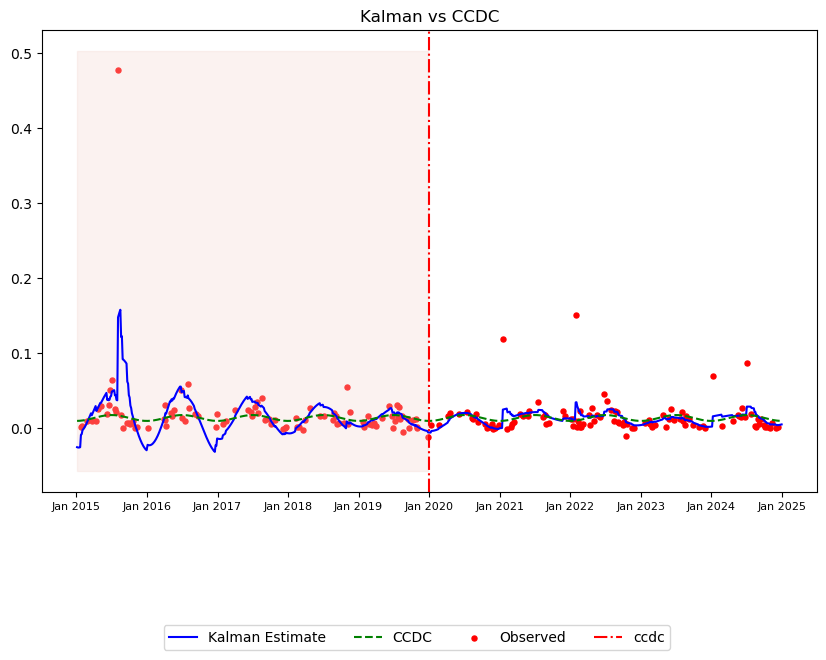 Kalman vs CCDC
0.5
0.4
0.3
0.2
0.1
0.0
Jan 2015 Jan 2016 Jan 2017 Jan 2018 Jan 2019 Jan 2020 Jan 2021 Jan 2022 Jan 2023 Jan 2024 Jan 2025
Kalman Estimate CCDC Observed ccdc